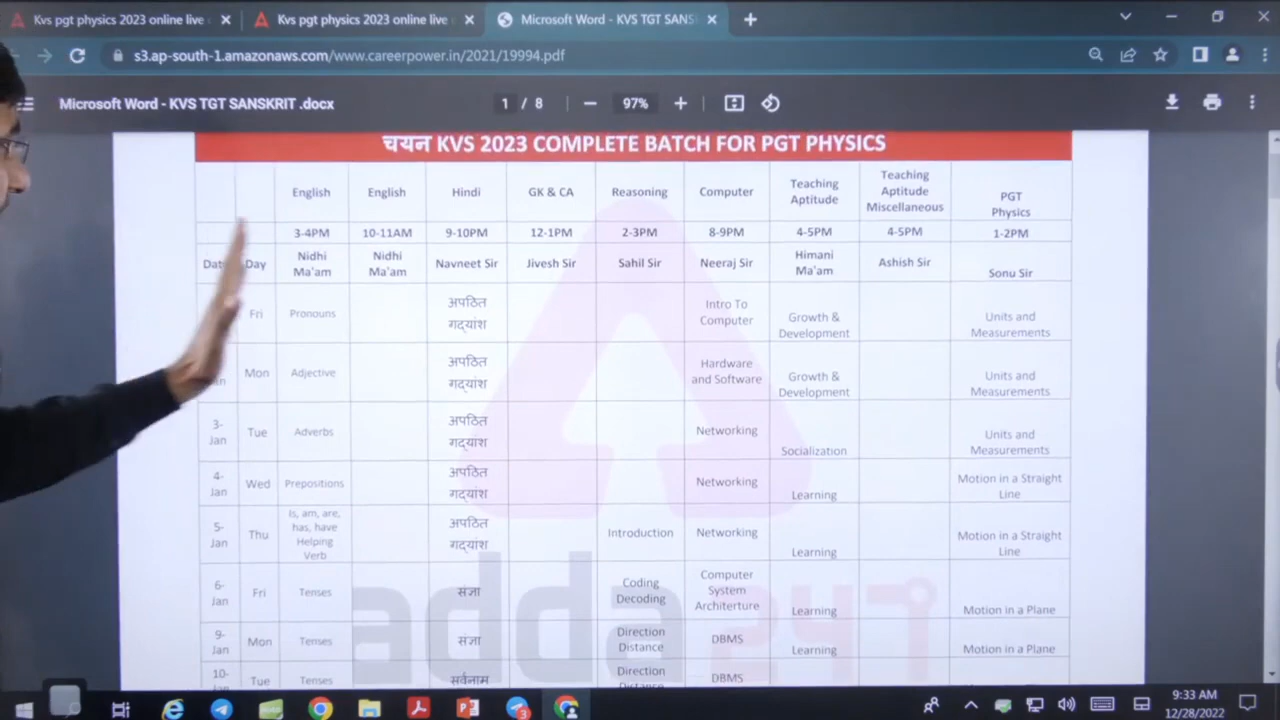 Kvs pgt physics 2023 online live
Kvs pgt physics 2023 online live
Microsoft Word - KVS TGT SANS
s3.ap-south-1.amazonaws.com/www.careerpower.in/2021/19994.pdf
Microsoft Word - KVS TGT SANSKRIT .docx
1 / 8
97%
चयन KVS 2023 COMPLETE BATCH FOR PGT PHYSICS
English English Hindi GK & CA Reasoning Computer Teaching Aptitude Teaching Aptitude Miscellaneous PGT Physics
3-4PM 10-11AM 9-10PM 12-1PM 2-3PM 8-9PM 4-5PM 4-5PM 1-2PM
Day Nidhi Ma'am Nidhi Ma'am Navneet Sir Jivesh Sir Sahil Sir Neeraj Sir Himani Ma'am Ashish Sir Sonu Sir
Fri Pronouns अपठित गद्यांश Intro To Computer Growth & Development Units and Measurements
Mon Adjective अपठित गद्यांश Hardware and Software Growth & Development Units and Measurements
3-Jan Tue Adverbs अपठित गद्यांश Networking Socialization Units and Measurements
4-Jan Wed Prepositions अपठित गद्यांश Networking Learning Motion in a Straight Line
5-Jan Thu Is, am, are, has, have Helping Verb अपठित गद्यांश Introduction Networking Learning Motion in a Straight Line
6-Jan Fri Tenses संज्ञा Coding Decoding Computer System Architerture Learning Motion in a Plane
9-Jan Mon Tenses संज्ञा Direction Distance DBMS Learning Motion in a Plane
10-Jan Tue Tenses सर्वनाम Direction Distance DBMS
adda247
9:33 AM
12/28/2022